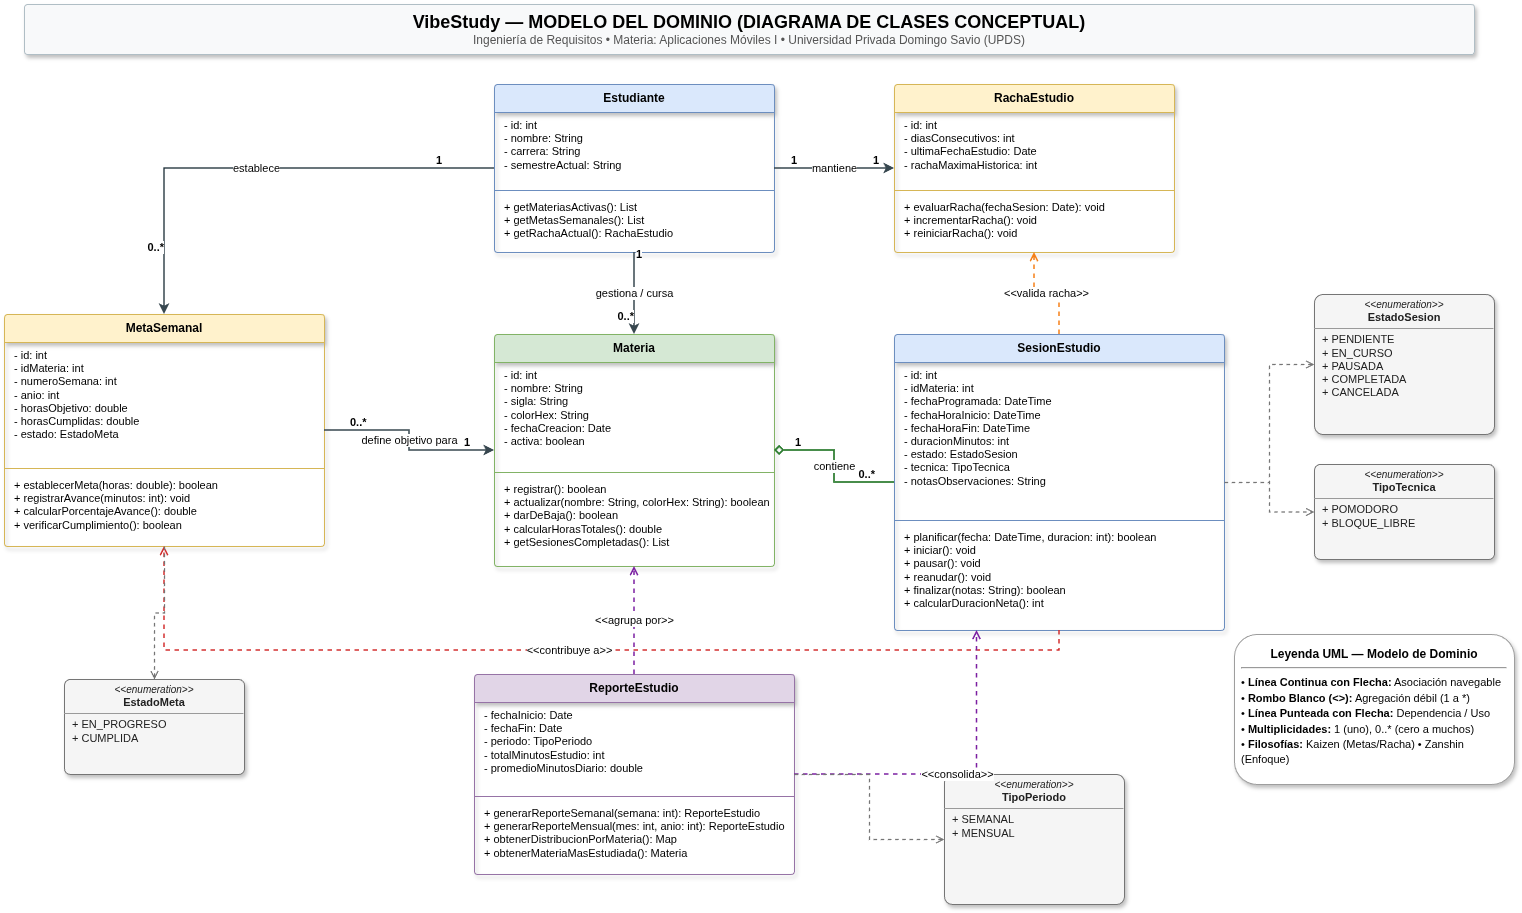 VibeStudy — MODELO DEL DOMINIO (DIAGRAMA DE CLASES CONCEPTUAL)
Ingeniería de Requisitos • Materia: Aplicaciones Móviles I • Universidad Privada Domingo Savio (UPDS)
Estudiante
- id: int
- nombre: String
- carrera: String
- semestreActual: String
+ getMateriasActivas(): List
+ getMetasSemanales(): List
+ getRachaActual(): RachaEstudio
RachaEstudio
- id: int
- diasConsecutivos: int
- ultimaFechaEstudio: Date
- rachaMaximaHistorica: int
+ evaluarRacha(fechaSesion: Date): void
+ incrementarRacha(): void
+ reiniciarRacha(): void
1
establece
0..*
1
mantiene
1
1
gestiona / cursa
0..*
<<valida racha>>
MetaSemanal
- id: int
- idMateria: int
- numeroSemana: int
- anio: int
- horasObjetivo: double
- horasCumplidas: double
- estado: EstadoMeta
+ establecerMeta(horas: double): boolean
+ registrarAvance(minutos: int): void
+ calcularPorcentajeAvance(): double
+ verificarCumplimiento(): boolean
0..*
define objetivo para
1
Materia
- id: int
- nombre: String
- sigla: String
- colorHex: String
- fechaCreacion: Date
- activa: boolean
+ registrar(): boolean
+ actualizar(nombre: String, colorHex: String): boolean
+ darDeBaja(): boolean
+ calcularHorasTotales(): double
+ getSesionesCompletadas(): List
1
contiene
0..*
SesionEstudio
- id: int
- idMateria: int
- fechaProgramada: DateTime
- fechaHoraInicio: DateTime
- fechaHoraFin: DateTime
- duracionMinutos: int
- estado: EstadoSesion
- tecnica: TipoTecnica
- notasObservaciones: String
+ planificar(fecha: DateTime, duracion: int): boolean
+ iniciar(): void
+ pausar(): void
+ reanudar(): void
+ finalizar(notas: String): boolean
+ calcularDuracionNeta(): int
<<enumeration>>
EstadoSesion
+ PENDIENTE
+ EN_CURSO
+ PAUSADA
+ COMPLETADA
+ CANCELADA
<<enumeration>>
TipoTecnica
+ POMODORO
+ BLOQUE_LIBRE
<<agrupa por>>
<<contribuye a>>
<<enumeration>>
EstadoMeta
+ EN_PROGRESO
+ CUMPLIDA
ReporteEstudio
- fechaInicio: Date
- fechaFin: Date
- periodo: TipoPeriodo
- totalMinutosEstudio: int
- promedioMinutosDiario: double
+ generarReporteSemanal(semana: int): ReporteEstudio
+ generarReporteMensual(mes: int, anio: int): ReporteEstudio
+ obtenerDistribucionPorMateria(): Map
+ obtenerMateriaMasEstudiada(): Materia
<<consolida>>
<<enumeration>>
TipoPeriodo
+ SEMANAL
+ MENSUAL
Leyenda UML — Modelo de Dominio
• Línea Continua con Flecha: Asociación navegable
• Rombo Blanco (<>): Agregación débil (1 a *)
• Línea Punteada con Flecha: Dependencia / Uso
• Multiplicidades: 1 (uno), 0..* (cero a muchos)
• Filosofías: Kaizen (Metas/Racha) • Zanshin
(Enfoque)